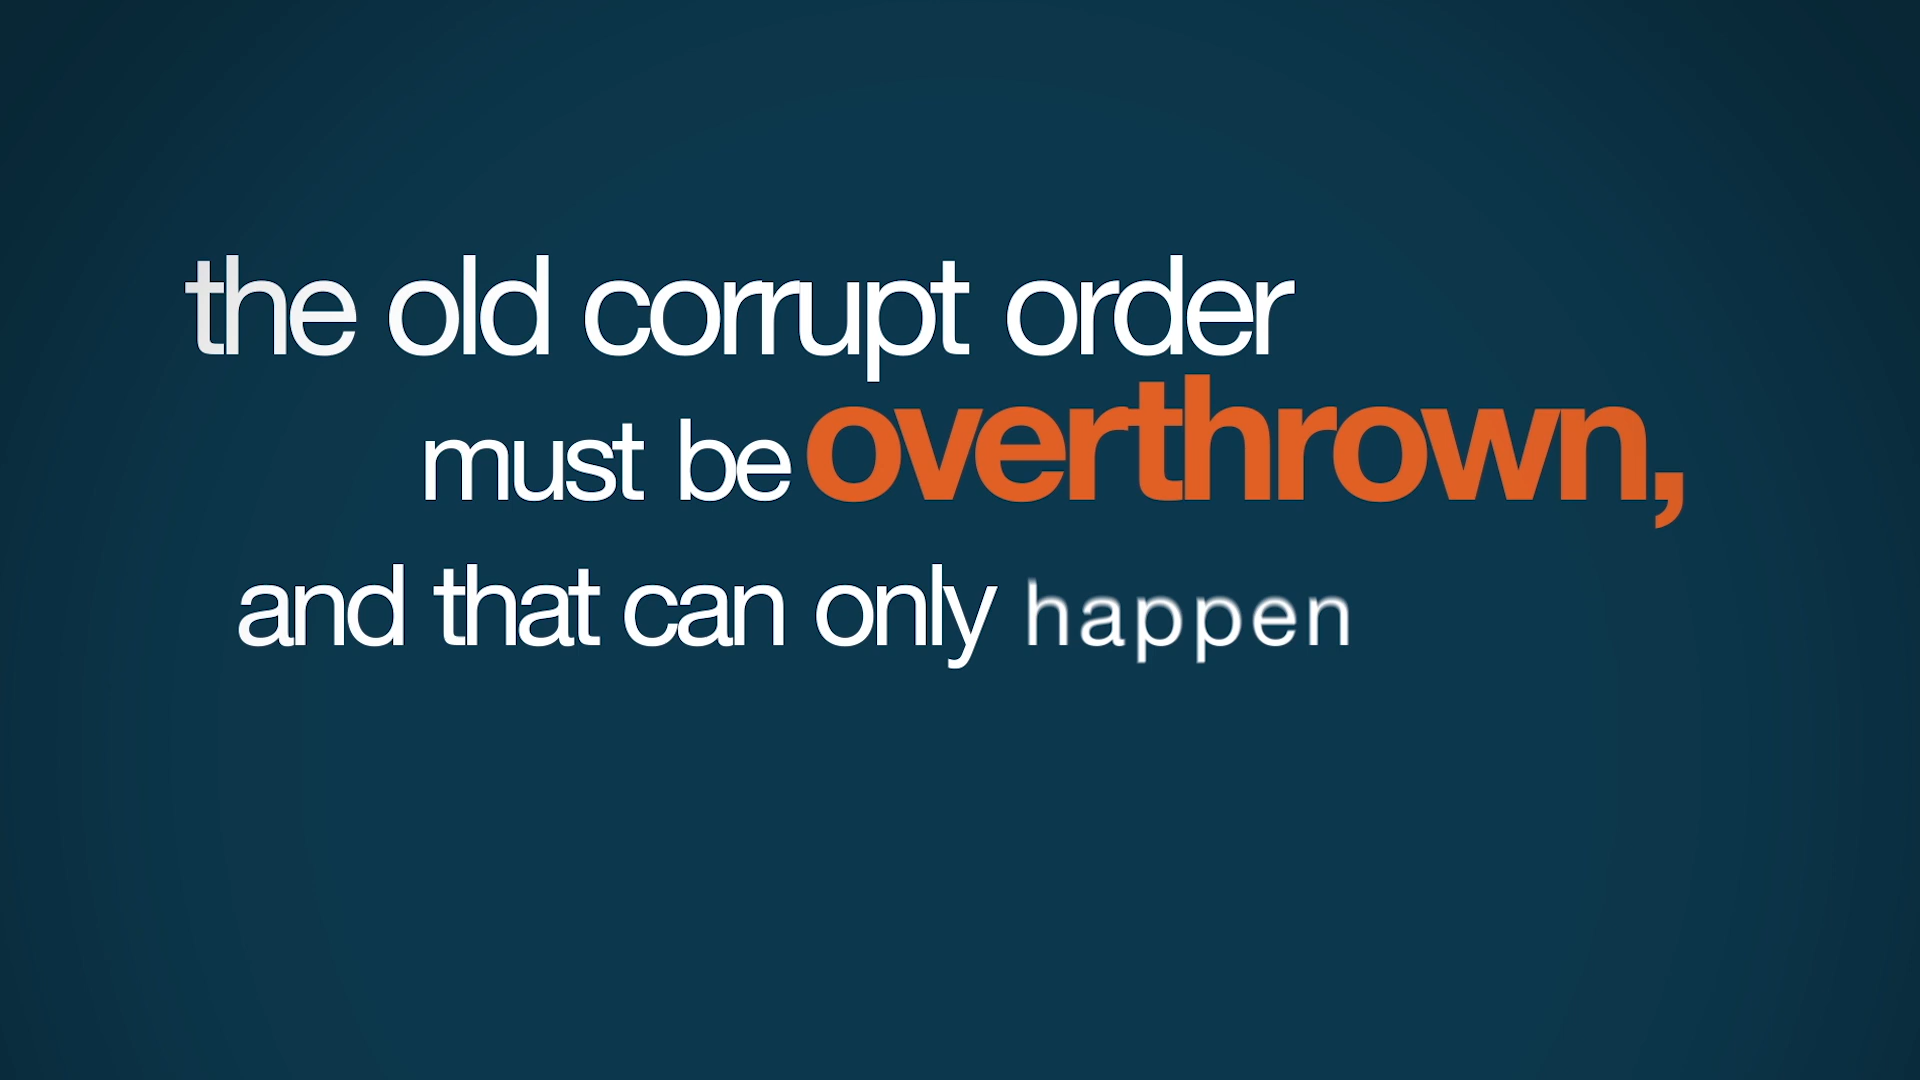 the old corrupt order
must be overthrown,
and that can only happen